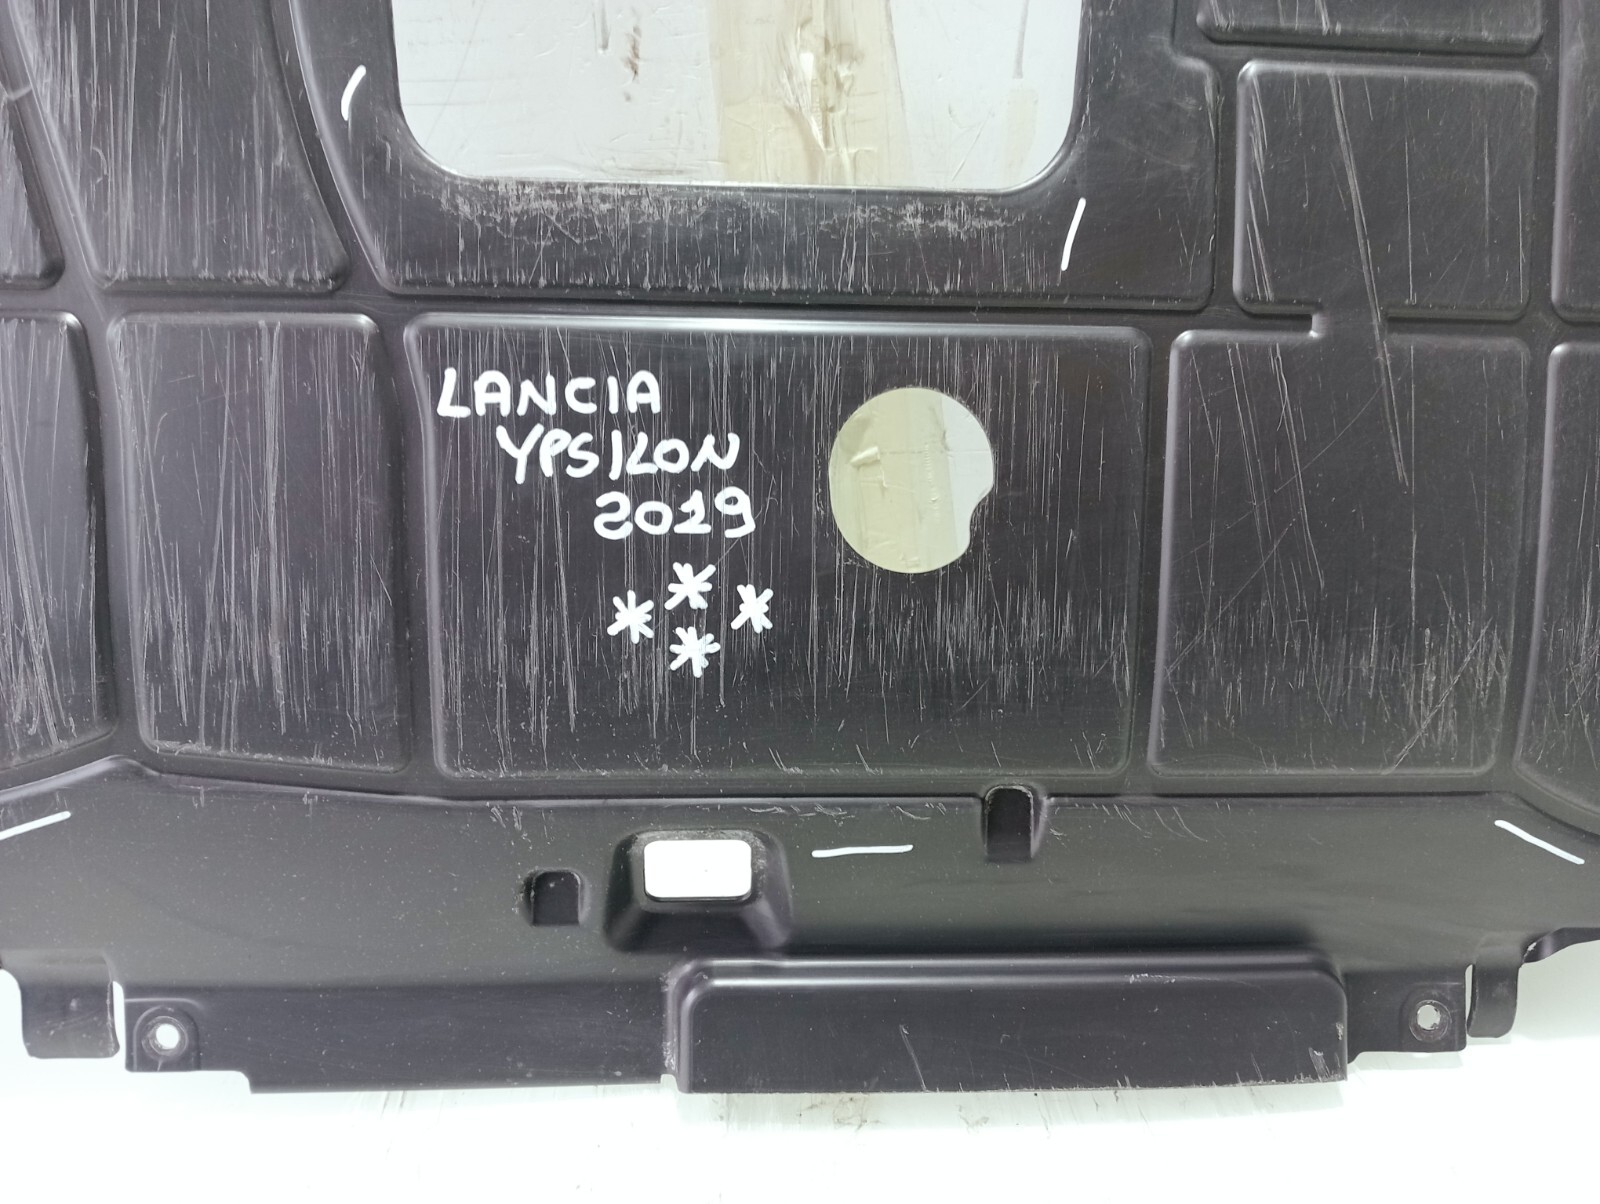 LANCIA
YPSILON
2019
* * * *